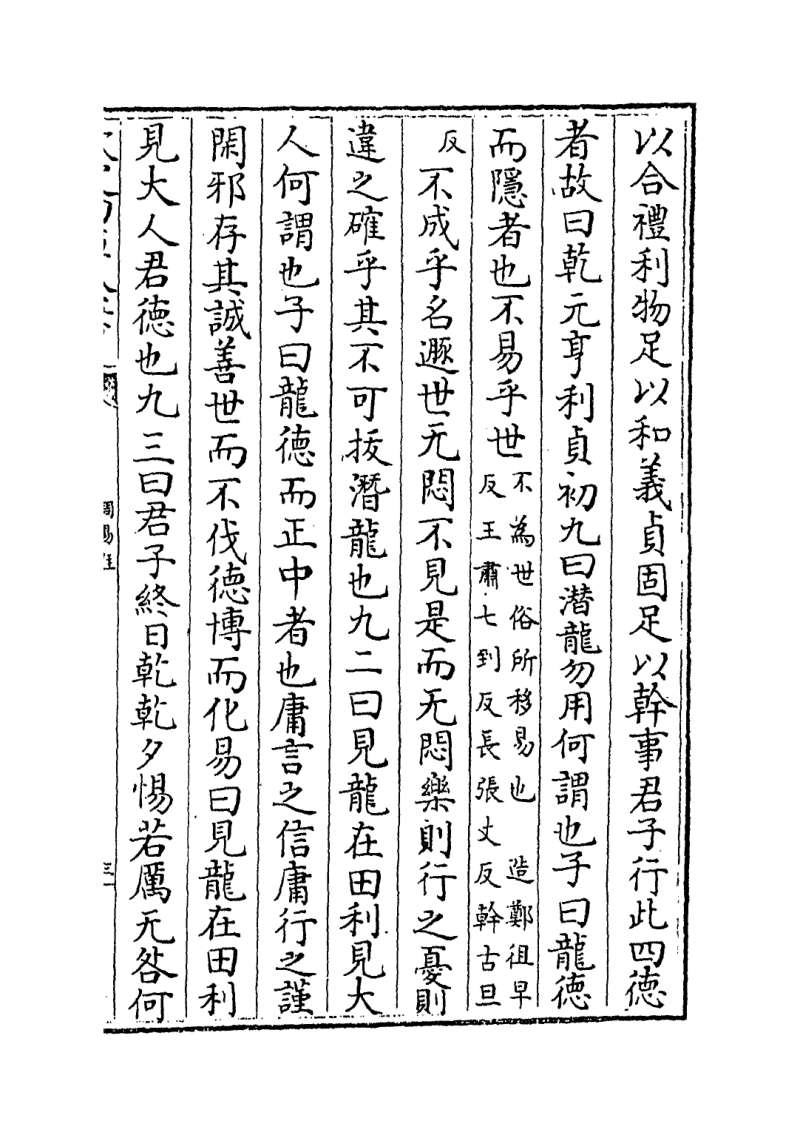 以合禮利物足以和義貞固足以幹事君子行此四德
者故曰乾元亨利貞初九曰潛龍勿用何謂也子曰龍德
而隱者也不易乎世
不為世俗所移易也　造鄭徂早
反王肅七到反長張丈反幹古旦
反
不成乎名遯世无悶不見是而无悶樂則行之憂則
違之確乎其不可拔潛龍也九二曰見龍在田利見大
人何謂也子曰龍德而正中者也庸言之信庸行之謹
閑邪存其誠善世而不伐德博而化易曰見龍在田利
見大人君德也九三曰君子終日乾乾夕惕若厲无咎何
周易注
三